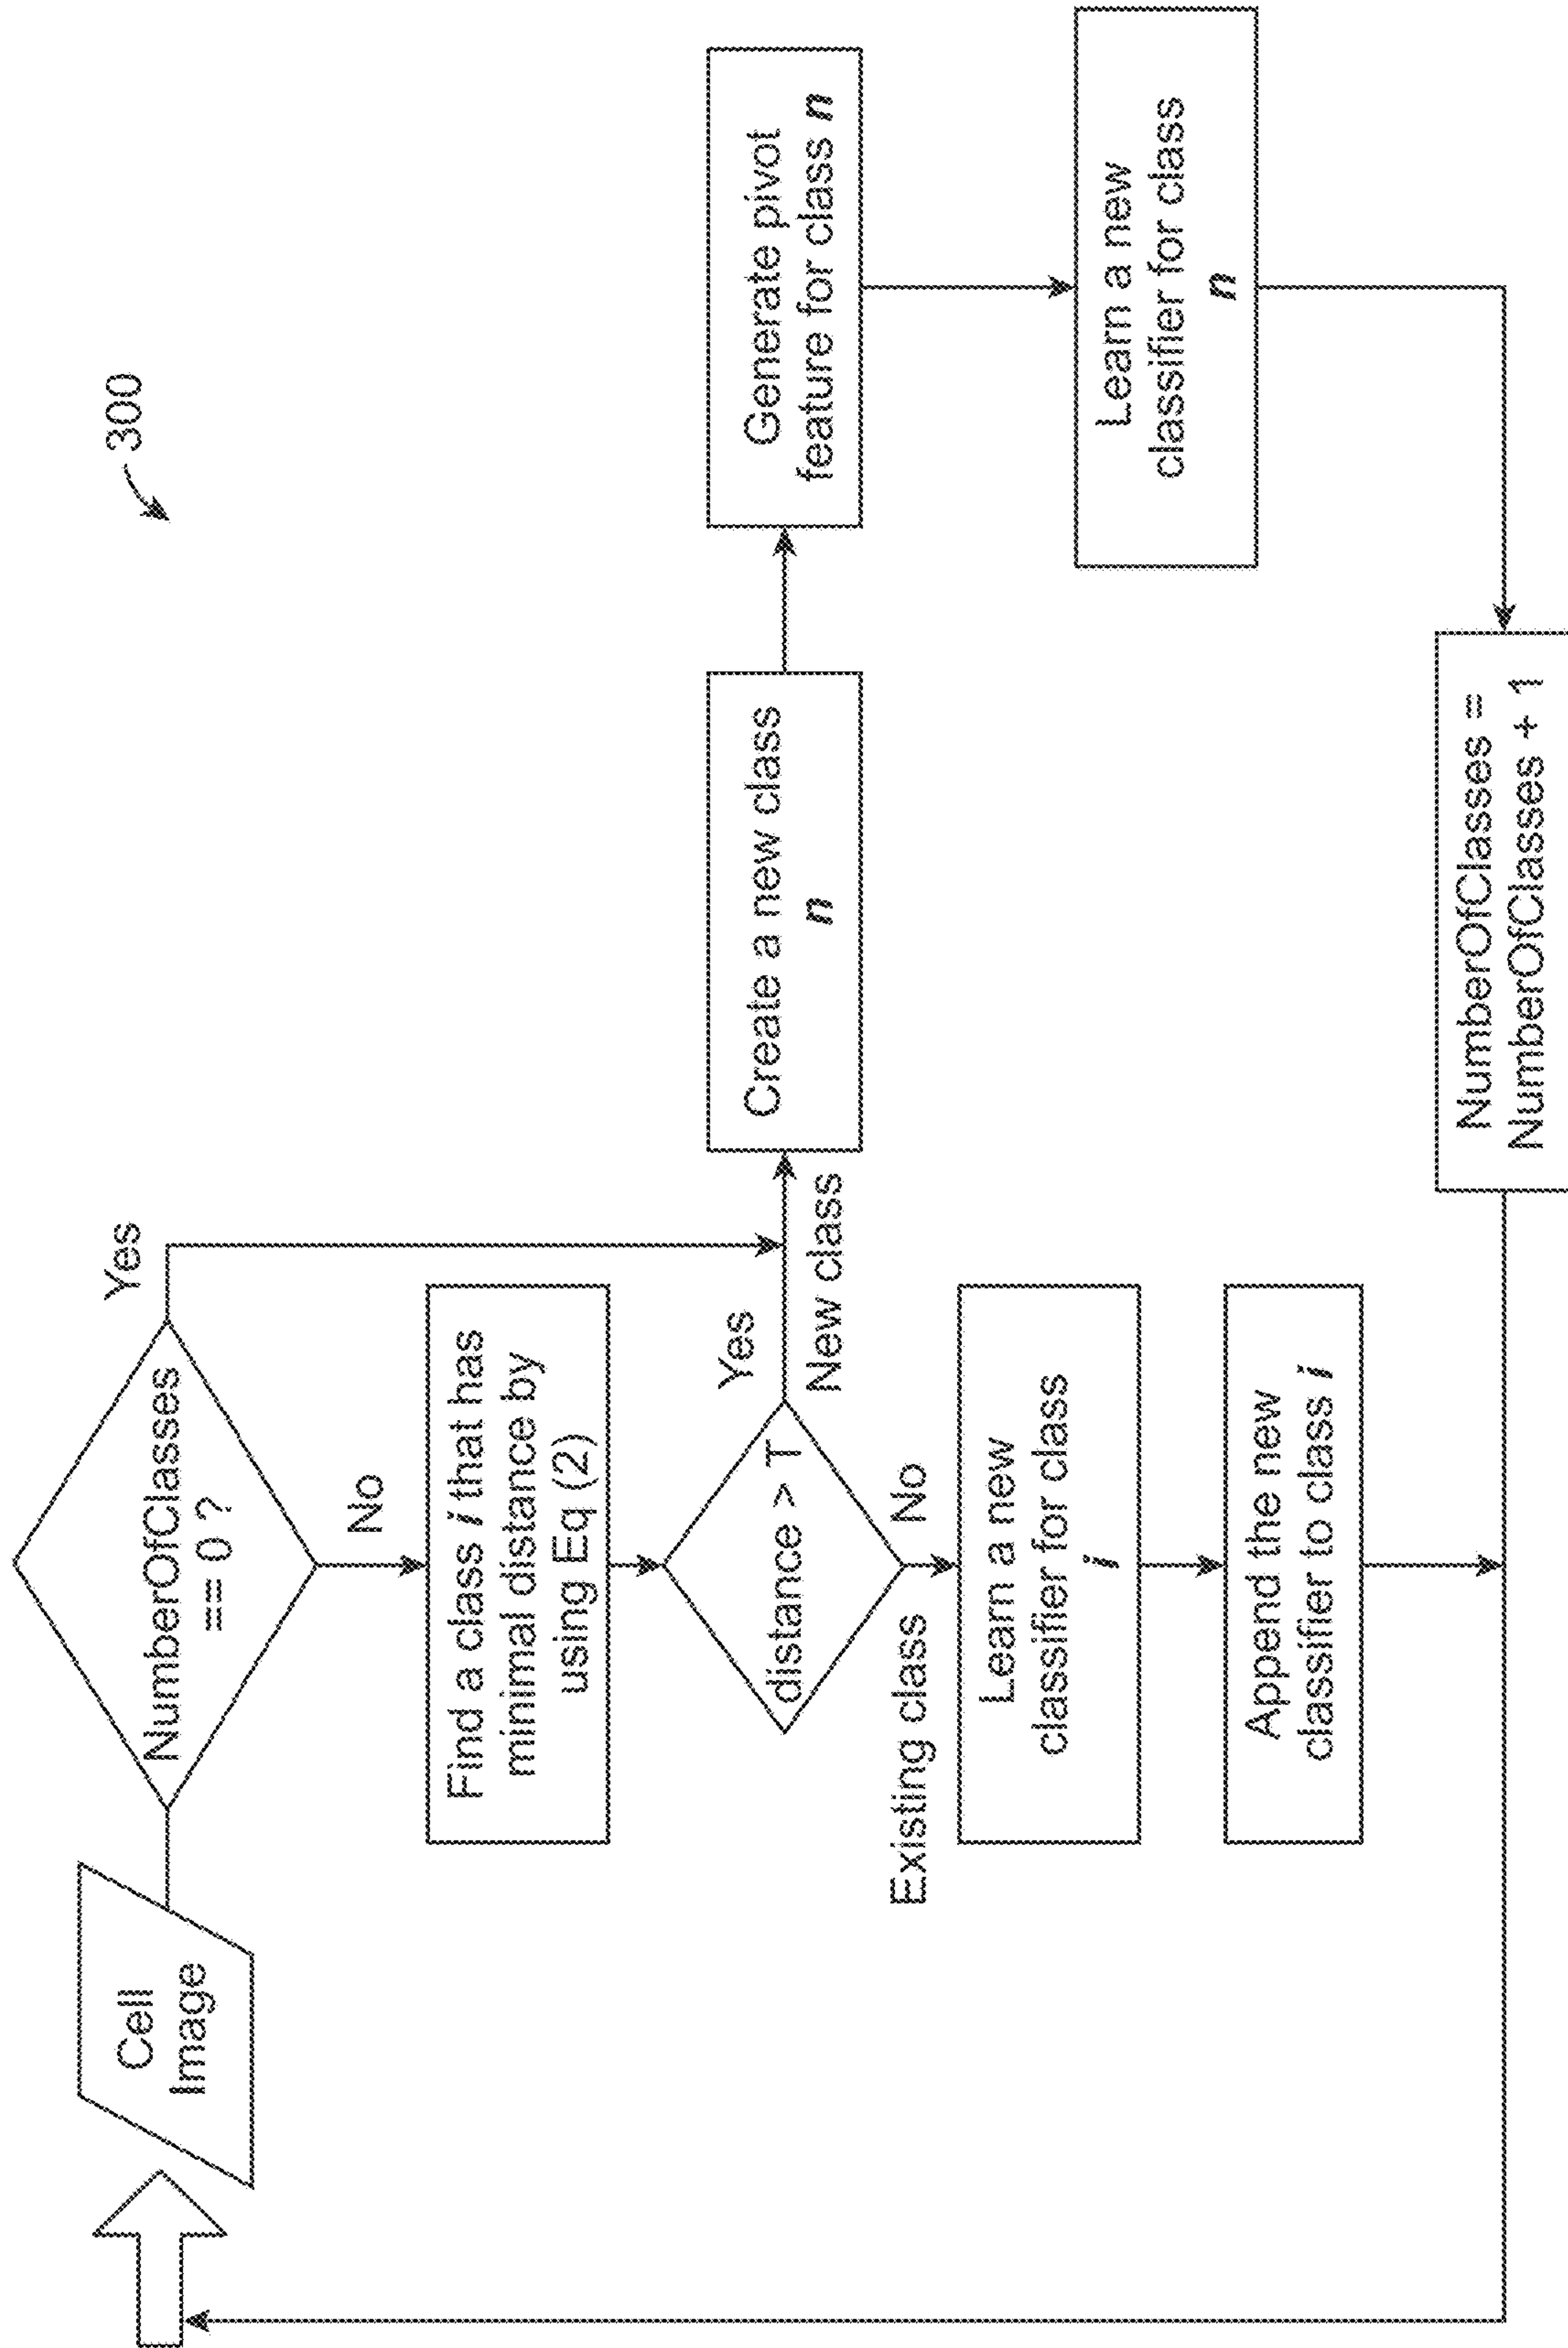 300
Cell
Image
NumberOfClasses
== 0 ?
Yes
No
Find a class i that has
minimal distance by
using Eq (2)
distance > T
Yes
New class
Existing class
No
Create a new class
n
Generate pivot
feature for class n
Learn a new
classifier for class
i
Learn a new
classifier for class
n
Append the new
classifier to class i
NumberOfClasses =
NumberOfClasses + 1